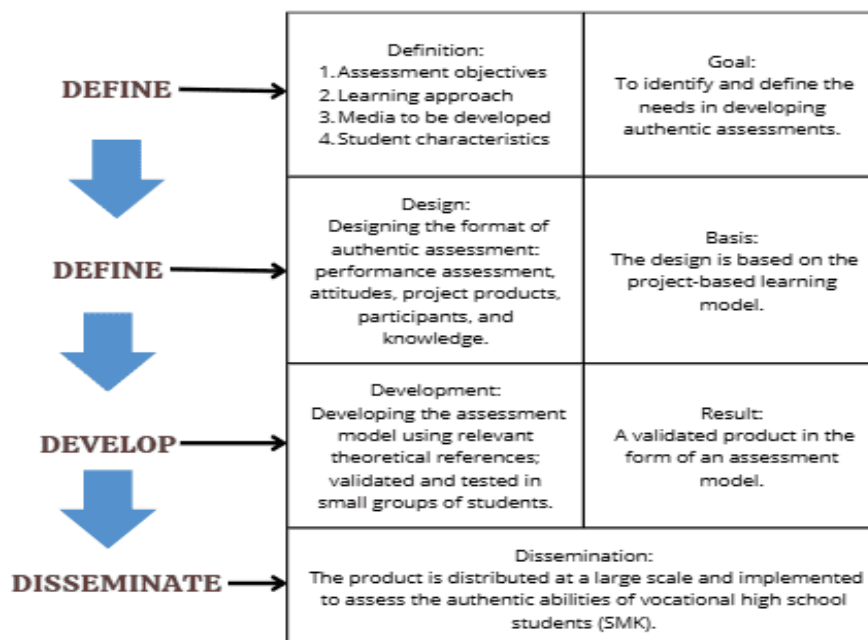 DEFINE
Definition:
1. Assessment objectives
2. Learning approach
3. Media to be developed
4. Student characteristics
Goal:
To identify and define the
needs in developing
authentic assessments.
DEFINE
Design:
Designing the format of
authentic assessment:
performance assessment,
attitudes, project products,
participants, and
knowledge.
Basis:
The design is based on the
project-based learning
model.
DEVELOP
Development:
Developing the assessment
model using relevant
theoretical references;
validated and tested in
small groups of students.
Result:
A validated product in the
form of an assessment
model.
DISSEMINATE
Dissemination:
The product is distributed at a large scale and implemented
to assess the authentic abilities of vocational high school
students (SMK).